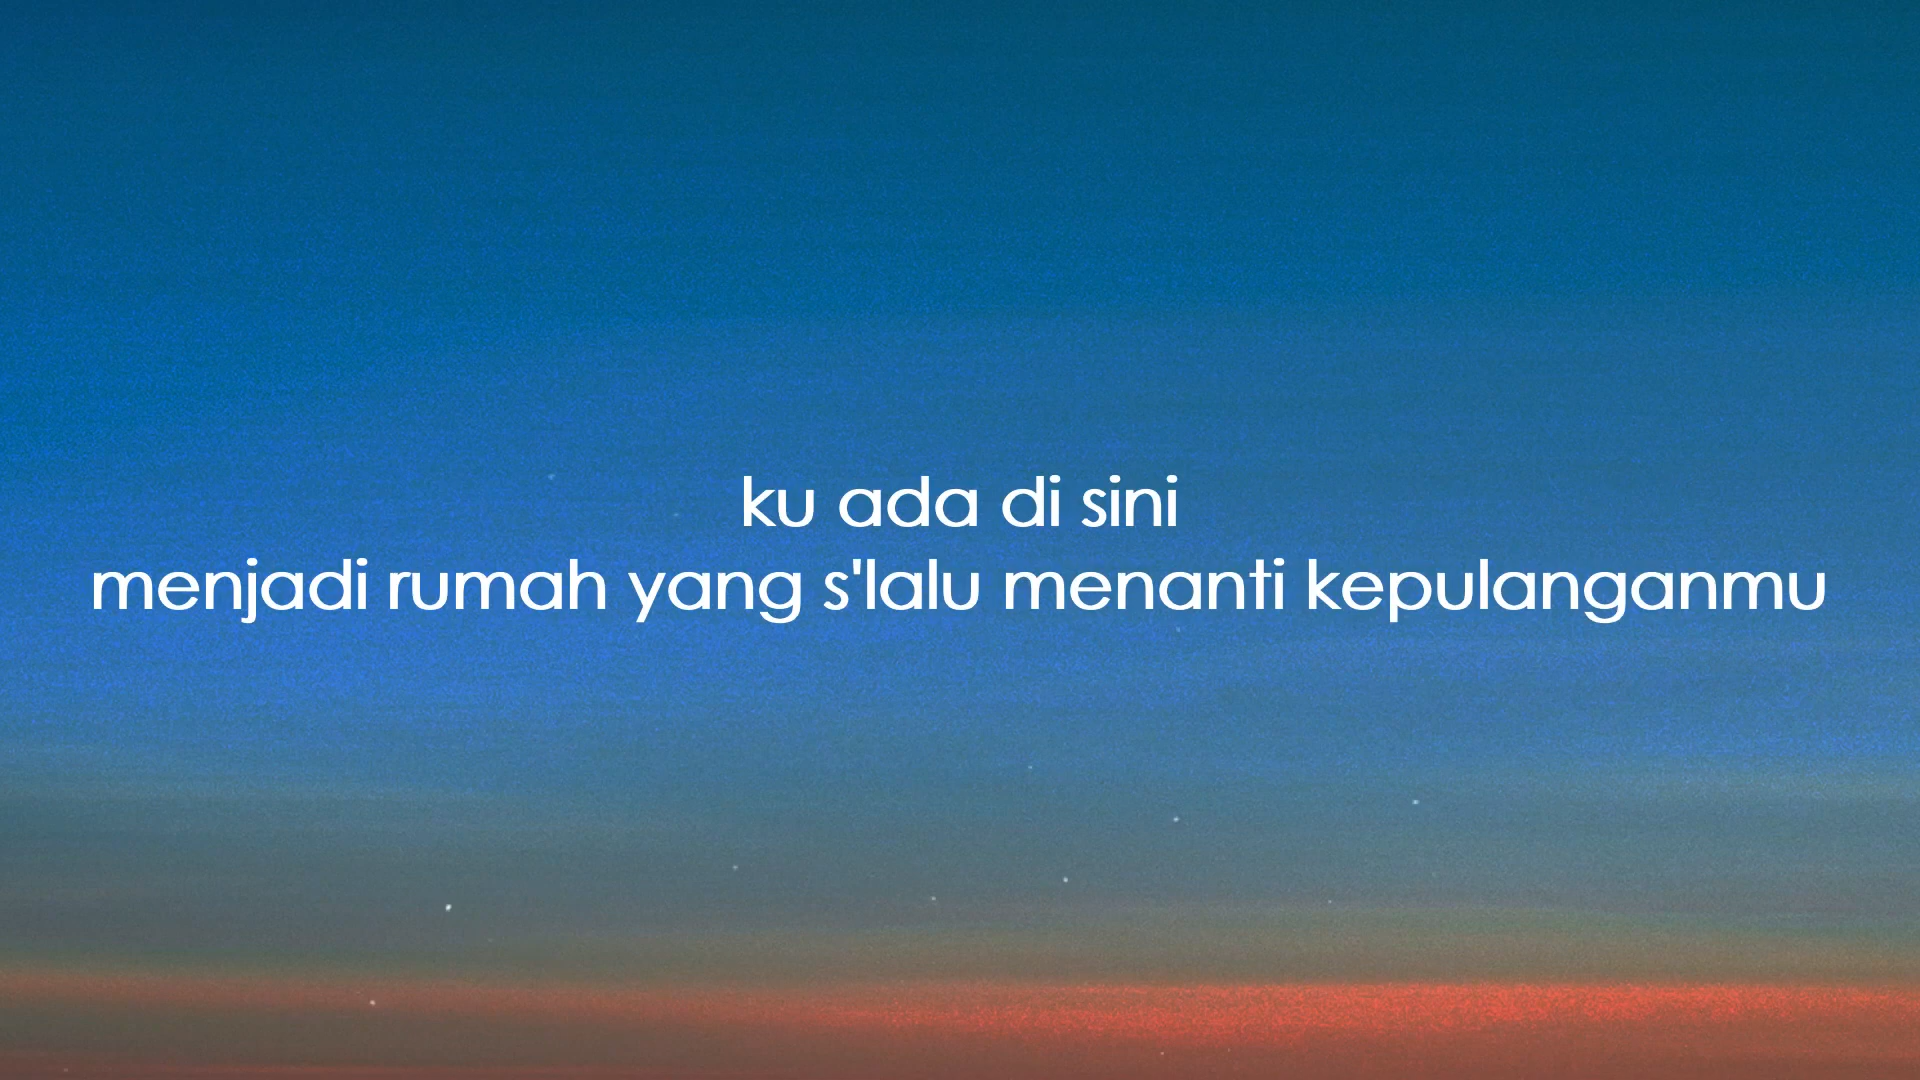 ku ada di sini
menjadi rumah yang s'lalu menanti kepulanganmu